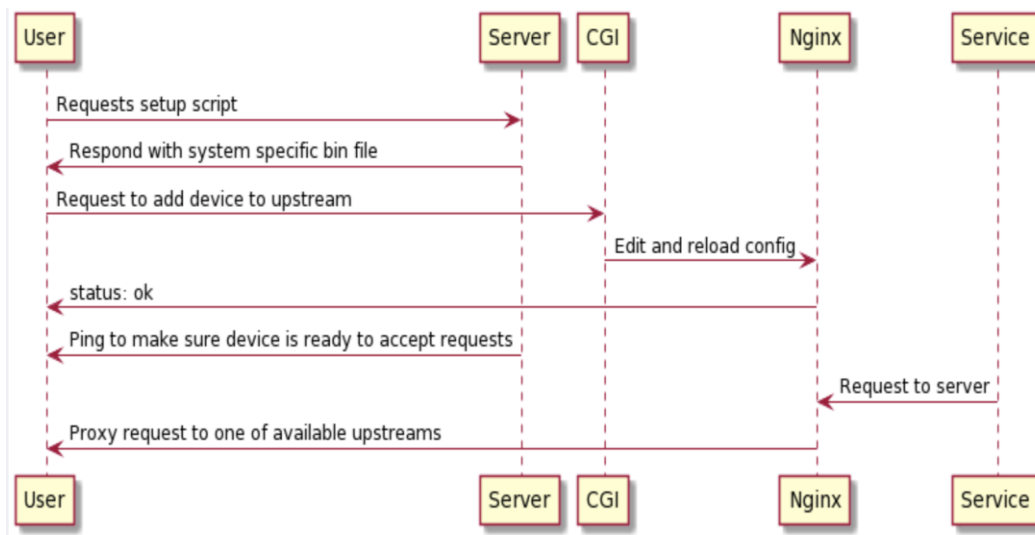 User Server CGI Nginx Service
Requests setup script
Respond with system specific bin file
Request to add device to upstream
Edit and reload config
status: ok
Ping to make sure device is ready to accept requests
Request to server
Proxy request to one of available upstreams
User Server CGI Nginx Service